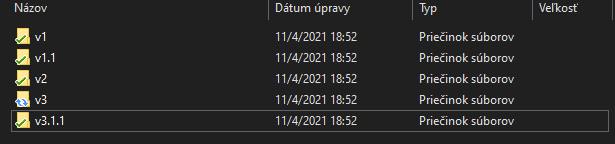 Názov Dátum úpravy Typ Veľkosť
v1 11/4/2021 18:52 Priečinok súborov
v1.1 11/4/2021 18:52 Priečinok súborov
v2 11/4/2021 18:52 Priečinok súborov
v3 11/4/2021 18:52 Priečinok súborov
v3.1.1 11/4/2021 18:52 Priečinok súborov